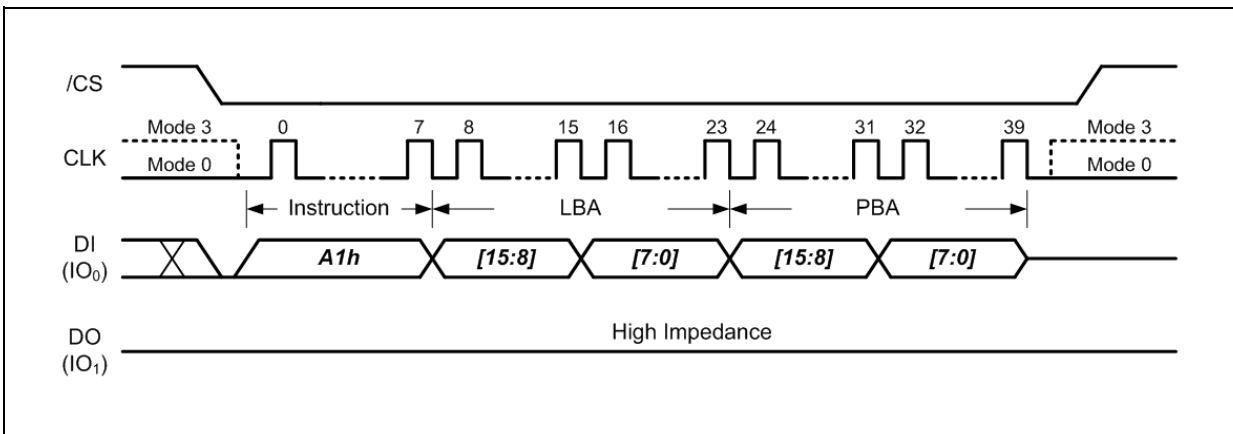 /CS
Mode 3 0 7 8 15 16 23 24 31 32 39 Mode 3
CLK Mode 0 Mode 0
Instruction LBA PBA
DI A1h [15:8] [7:0] [15:8] [7:0]
(IO₀)
DO High Impedance
(IO₁)